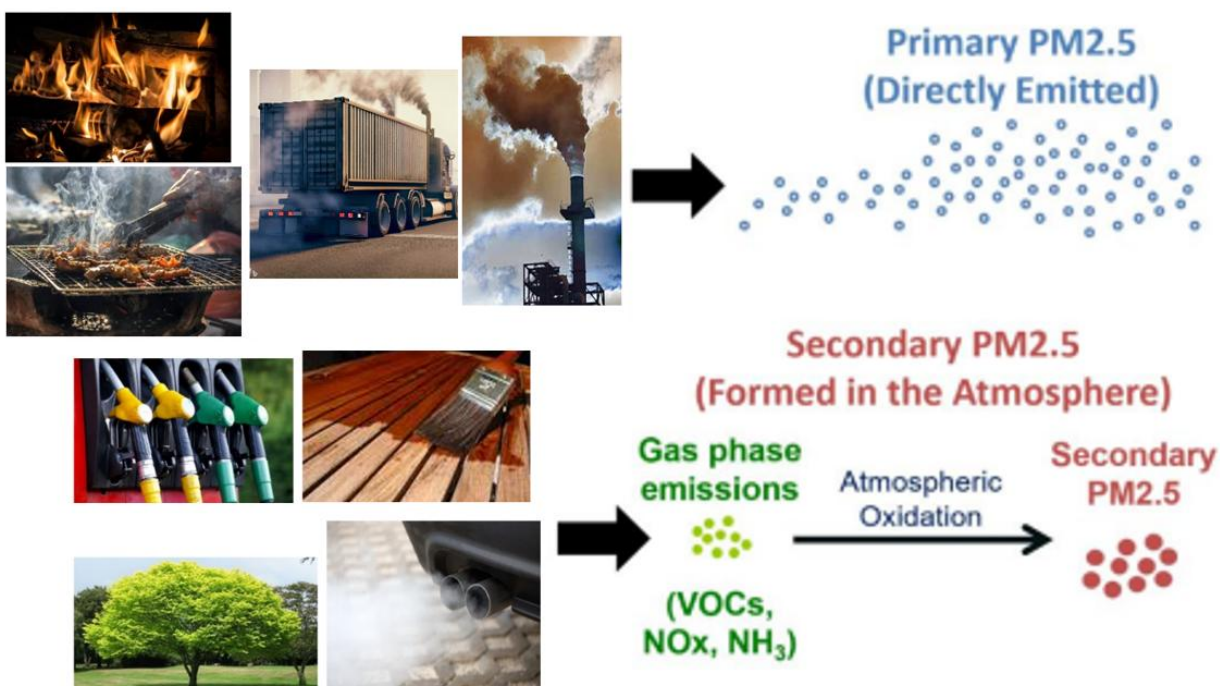 Primary PM2.5
(Directly Emitted)
Secondary PM2.5
(Formed in the Atmosphere)
Gas phase
emissions
Atmospheric
Oxidation
Secondary
PM2.5
(VOCs,
NOx, NH₃)